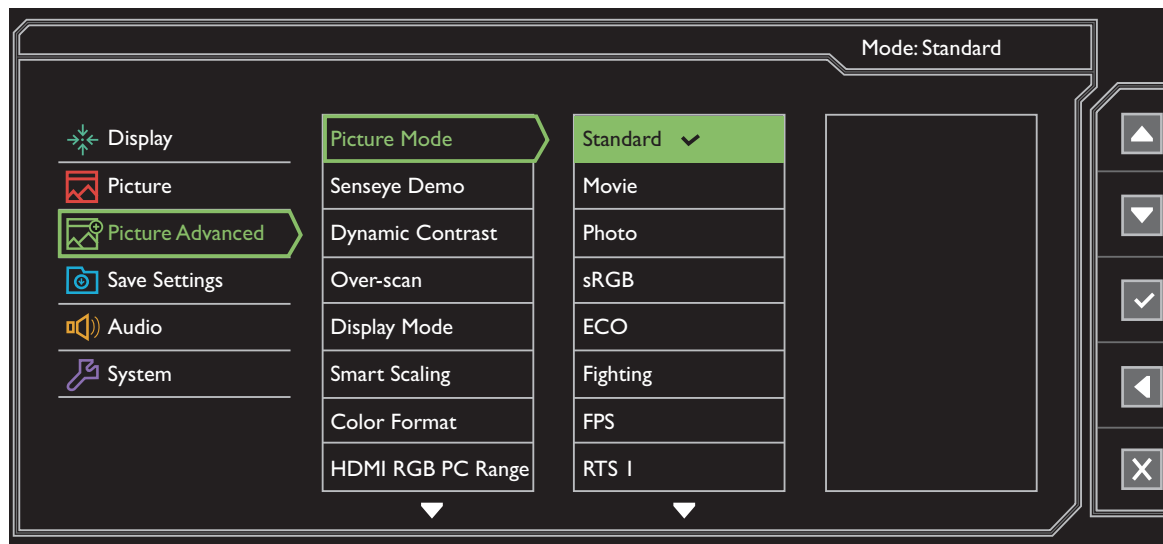 Mode: Standard
Display
Picture
Picture Advanced
Save Settings
Audio
System
Picture Mode
Senseye Demo
Dynamic Contrast
Over-scan
Display Mode
Smart Scaling
Color Format
HDMI RGB PC Range
Standard
Movie
Photo
sRGB
ECO
Fighting
FPS
RTS 1